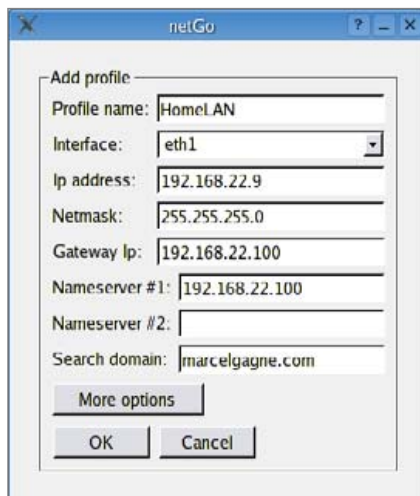 netGo
Add profile
Profile name: HomeLAN
Interface: eth1
Ip address: 192.168.22.9
Netmask: 255.255.255.0
Gateway Ip: 192.168.22.100
Nameserver #1: 192.168.22.100
Nameserver #2:
Search domain: marcelgagne.com
More options
OK Cancel